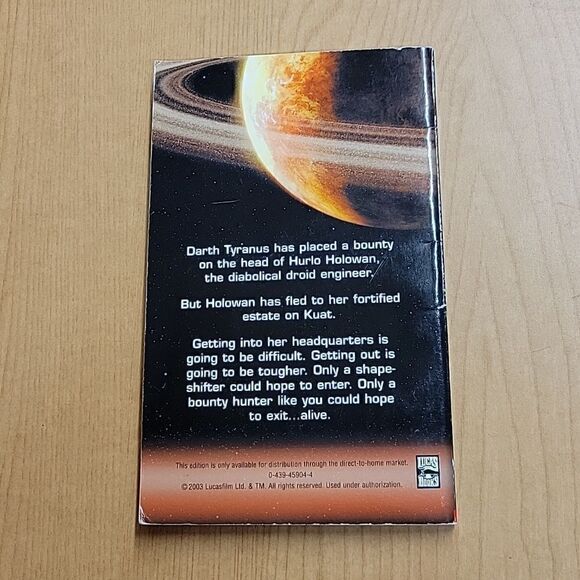 Darth Tyranus has placed a bounty
on the head of Hurlo Holowan,
the diabolical droid engineer.
But Holowan has fled to her fortified
estate on Kuat.
Getting into her headquarters is
going to be difficult. Getting out is
going to be tougher. Only a shape-
shifter could hope to enter. Only a
bounty hunter like you could hope
to exit...alive.
This edition is only available for distribution through the direct-to-home market.
0-439-45904-4
©2003 Lucasfilm Ltd. & TM. All rights reserved. Used under authorization.
LUCAS
BOOKS